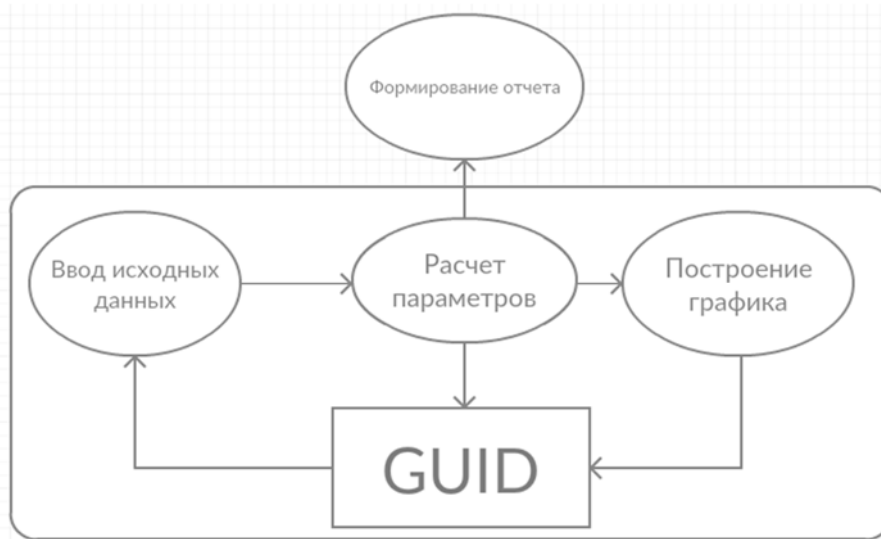 Формирование отчета
Ввод исходных
данных
Расчет
параметров
Построение
графика
GUID